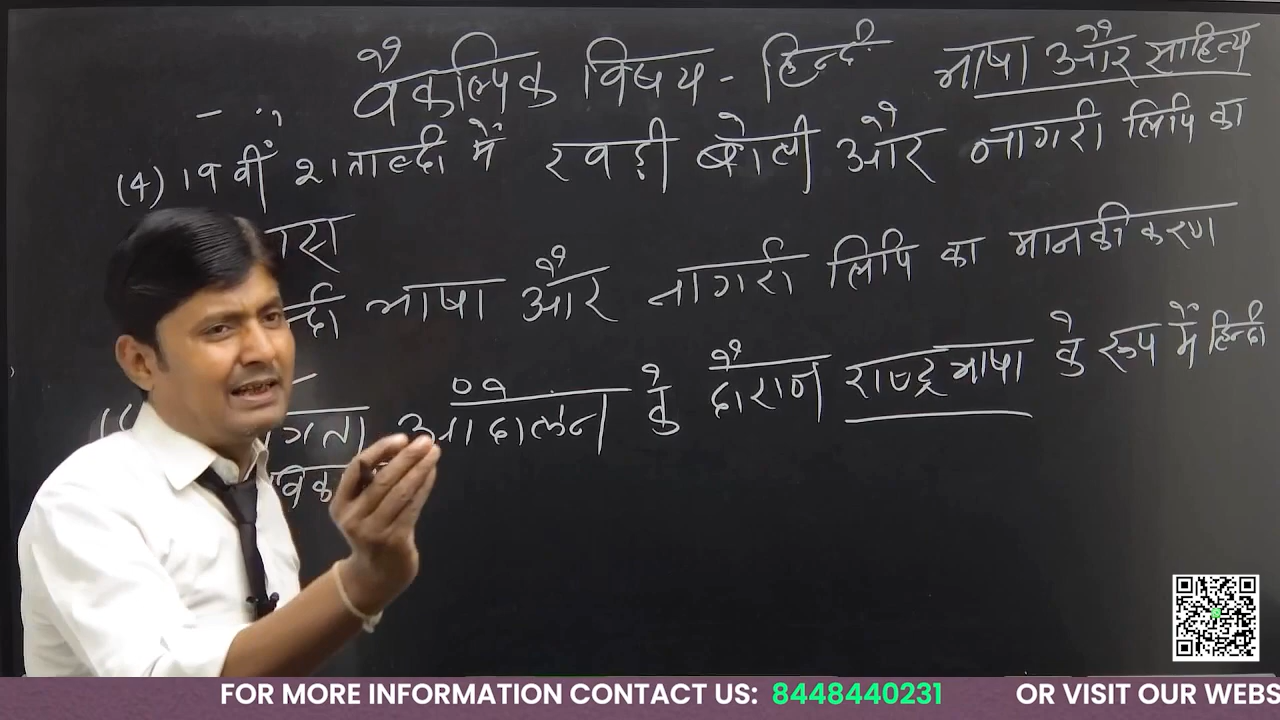 वैकल्पिक विषय - हिन्दी भाषा और साहित्य
(4) 19वीं शताब्दी में खड़ी बोली और नागरी लिपि का
भाषा और नागरी लिपि का मानकीकरण
के दौरान राष्ट्रभाषा के रूप में हिन्दी
FOR MORE INFORMATION CONTACT US: 8448440231 OR VISIT OUR WEBS